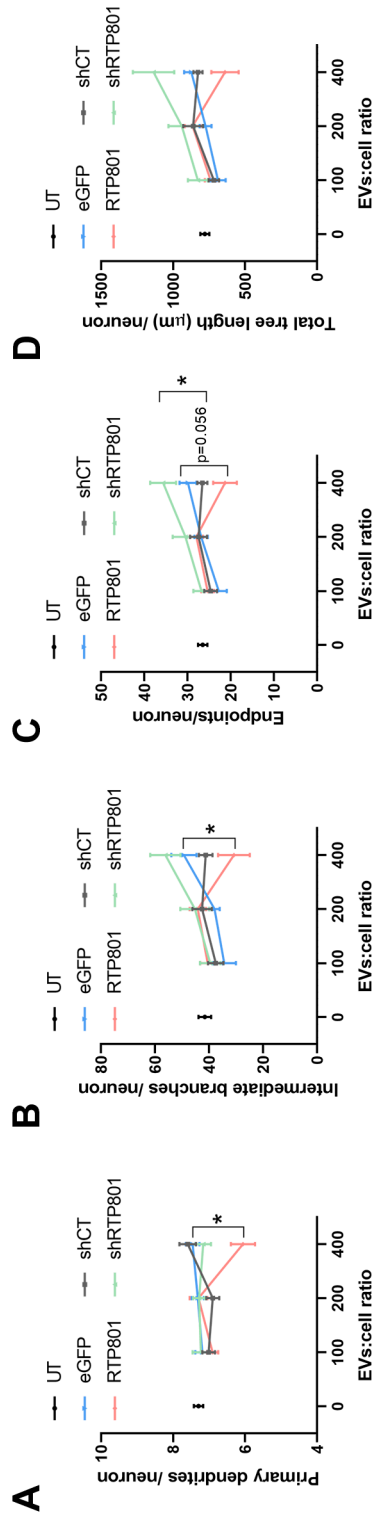 A
UT
eGFP
shCT
RTP801
shRTP801
Primary dendrites /neuron
10
8
6
4
*
0
100
200
400
EVs:cell ratio
B
UT
eGFP
shCT
RTP801
shRTP801
Intermediate branches /neuron
80
60
40
20
0
*
0
100
200
400
EVs:cell ratio
C
UT
eGFP
shCT
RTP801
shRTP801
Endpoints/neuron
50
40
30
20
10
0
p=0.056
*
0
100
200
400
EVs:cell ratio
D
UT
eGFP
shCT
RTP801
shRTP801
Total tree length (μm) /neuron
1500
1000
500
0
0
100
200
400
EVs:cell ratio